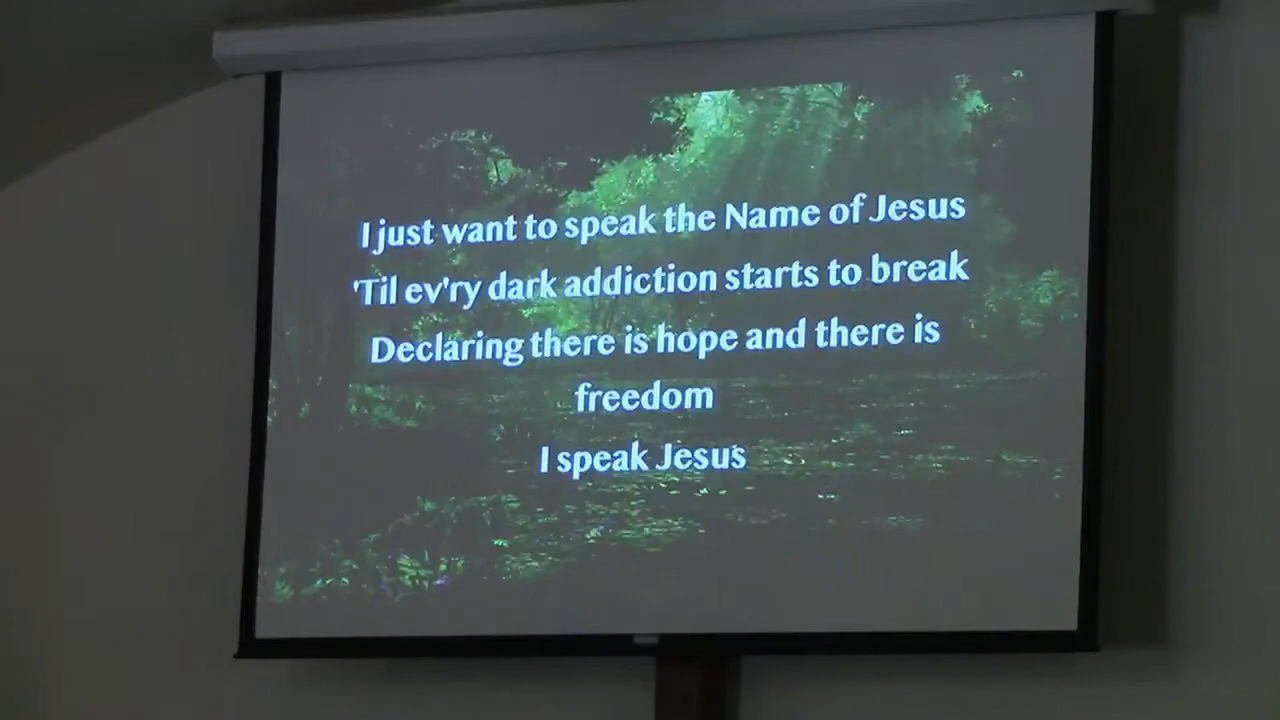 I just want to speak the Name of Jesus
'Til ev'ry dark addiction starts to break
Declaring there is hope and there is
freedom
I speak Jesus